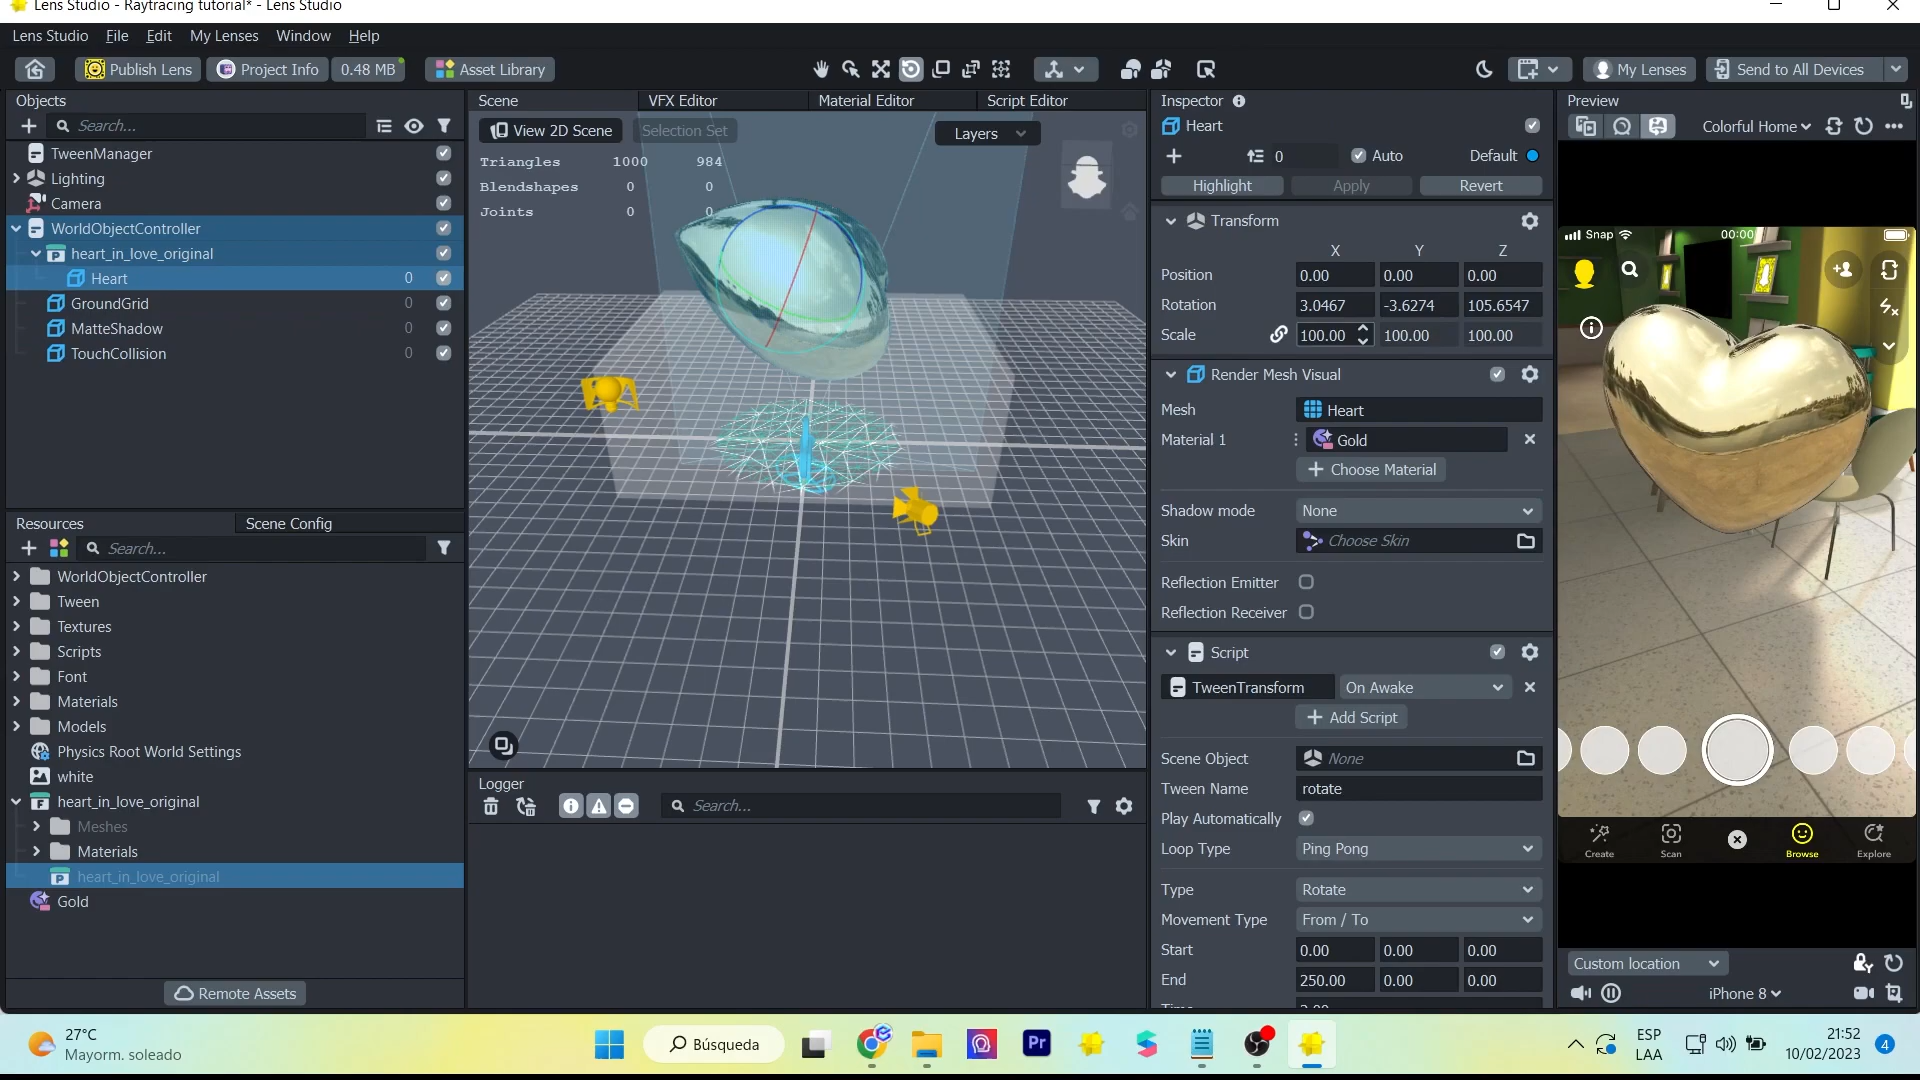 Lens Studio - Raytracing tutorial* - Lens Studio
Lens Studio File Edit My Lenses Window Help
Publish Lens Project Info 0.48 MB Asset Library My Lenses Send to All Devices
Objects
Search...
TweenManager
Lighting
Camera
WorldObjectController
heart_in_love_original
Heart 0
GroundGrid 0
MatteShadow 0
TouchCollision 0
Resources Scene Config
Search...
WorldObjectController
Tween
Textures
Scripts
Font
Materials
Models
Physics Root World Settings
white
heart_in_love_original
Meshes
Materials
heart_in_love_original
Gold
Remote Assets
Scene VFX Editor Material Editor Script Editor
View 2D Scene Selection Set Layers
Triangles 1000 984
Blendshapes 0 0
Joints 0 0
Logger
Search...
Inspector
Heart
0 Auto Default
Highlight Apply Revert
Transform
X Y Z
Position 0.00 0.00 0.00
Rotation 3.0467 -3.6274 105.6547
Scale 100.00 100.00 100.00
Render Mesh Visual
Mesh Heart
Material 1 Gold
Choose Material
Shadow mode None
Skin Choose Skin
Reflection Emitter
Reflection Receiver
Script
TweenTransform On Awake
Add Script
Scene Object None
Tween Name rotate
Play Automatically
Loop Type Ping Pong
Type Rotate
Movement Type From / To
Start 0.00 0.00 0.00
End 250.00 0.00 0.00
Preview
Colorful Home
Snap 00:00
Create Scan Browse Explore
Custom location
iPhone 8
27°C
Mayorm. soleado
Búsqueda
Pr
ESP
LAA
21:52
10/02/2023
4